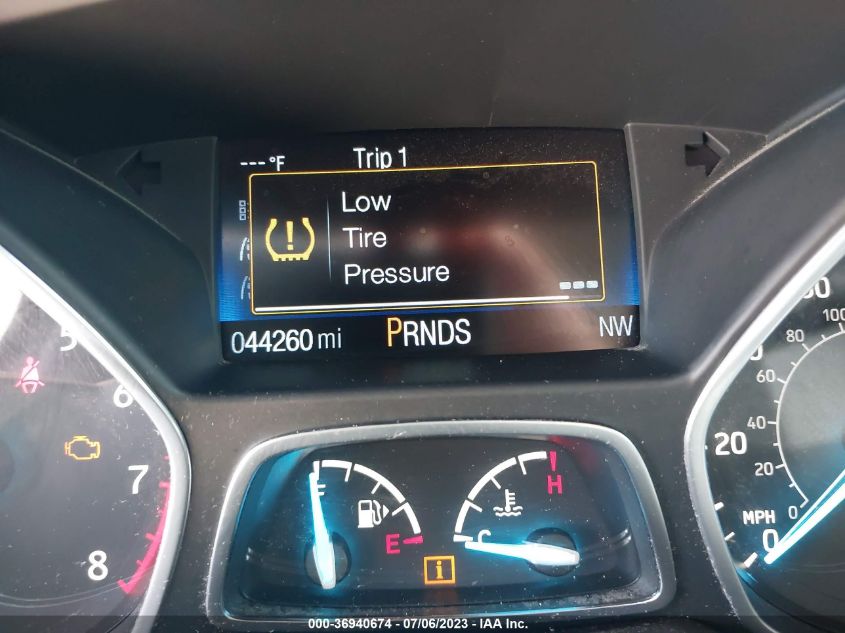 --- °F
Trip 1
Low
Tire
Pressure
044260 mi
PRNDS
NW
5
6
7
8
F
E
C
H
i
100
80
60
40
20
0
20
MPH
0
000-36940674 - 07/06/2023 - IAA Inc.